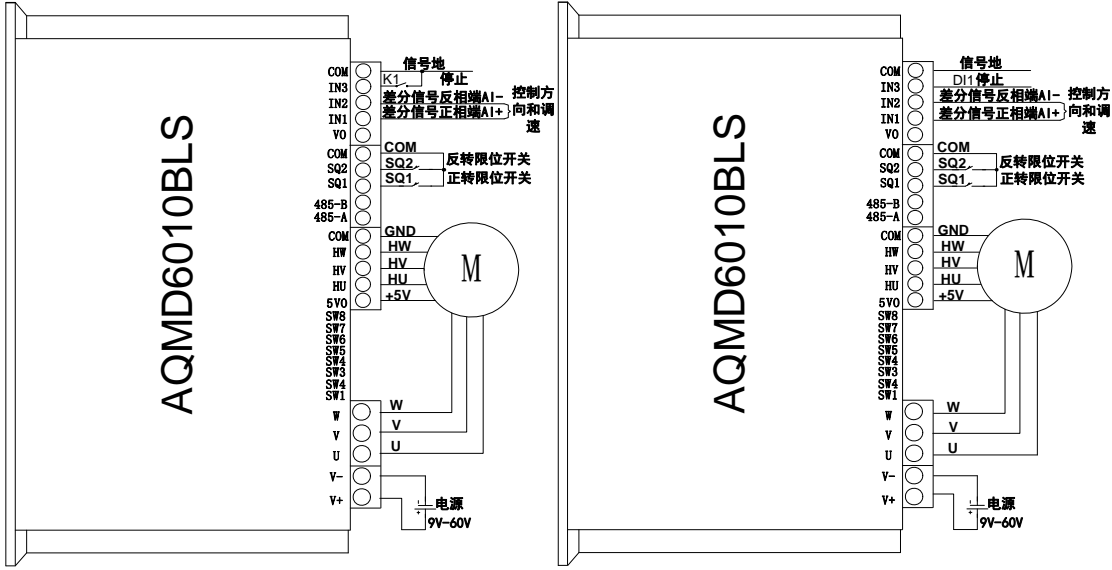 AQMD6010BLS
COM 信号地
IN3 K1 停止
IN2 差分信号反相端AI-
IN1 差分信号正相端AI+
控制方
向和调
速
VO
COM COM
SQ2 SQ2 反转限位开关
SQ1 SQ1 正转限位开关
485-B
485-A
COM GND
HW HW
HV HV
HU HU
5VO +5V
M
SW8
SW7
SW6
SW5
SW4
SW3
SW4
SW1
W W
V V
U U
V-
V+
电源
9V-60V
AQMD6010BLS
COM 信号地
IN3 DI1 停止
IN2 差分信号反相端AI-
IN1 差分信号正相端AI+
控制方
向和调
速
VO
COM COM
SQ2 SQ2 反转限位开关
SQ1 SQ1 正转限位开关
485-B
485-A
COM GND
HW HW
HV HV
HU HU
5VO +5V
M
SW8
SW7
SW6
SW5
SW4
SW3
SW4
SW1
W W
V V
U U
V-
V+
电源
9V-60V